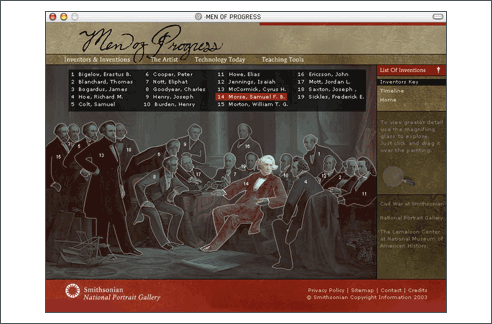 MEN OF PROGRESS
Men of Progress
Inventors & Inventions The Artist Technology Today Teaching Tools
1 Bigelow, Erastus B.
2 Blanchard, Thomas
3 Bogardus, James
4 Hoe, Richard M.
5 Colt, Samuel
6 Cooper, Peter
7 Nott, Eliphat
8 Goodyear, Charles
9 Henry, Joseph
10 Burden, Henry
11 Howe, Elias
12 Jennings, Isaiah
13 McCormick, Cyrus H.
14 Morse, Samuel F. B.
15 Morton, William T. G.
16 Ericsson, John
17 Mott, Jordan L.
18 Saxton, Joseph ,
19 Sickles, Frederick E.
List Of Inventions
Inventors Key
Timeline
Home
To view greater detail
use the magnifying
glass to explore.
Just click and drag it
over the painting.
Civil War at Smithsonian
National Portrait Gallery
The Lemelson Center
at National Museum of
American History.
Smithsonian
National Portrait Gallery
Privacy Policy | Sitemap | Contact | Credits
© Smithsonian Copyright Information 2003